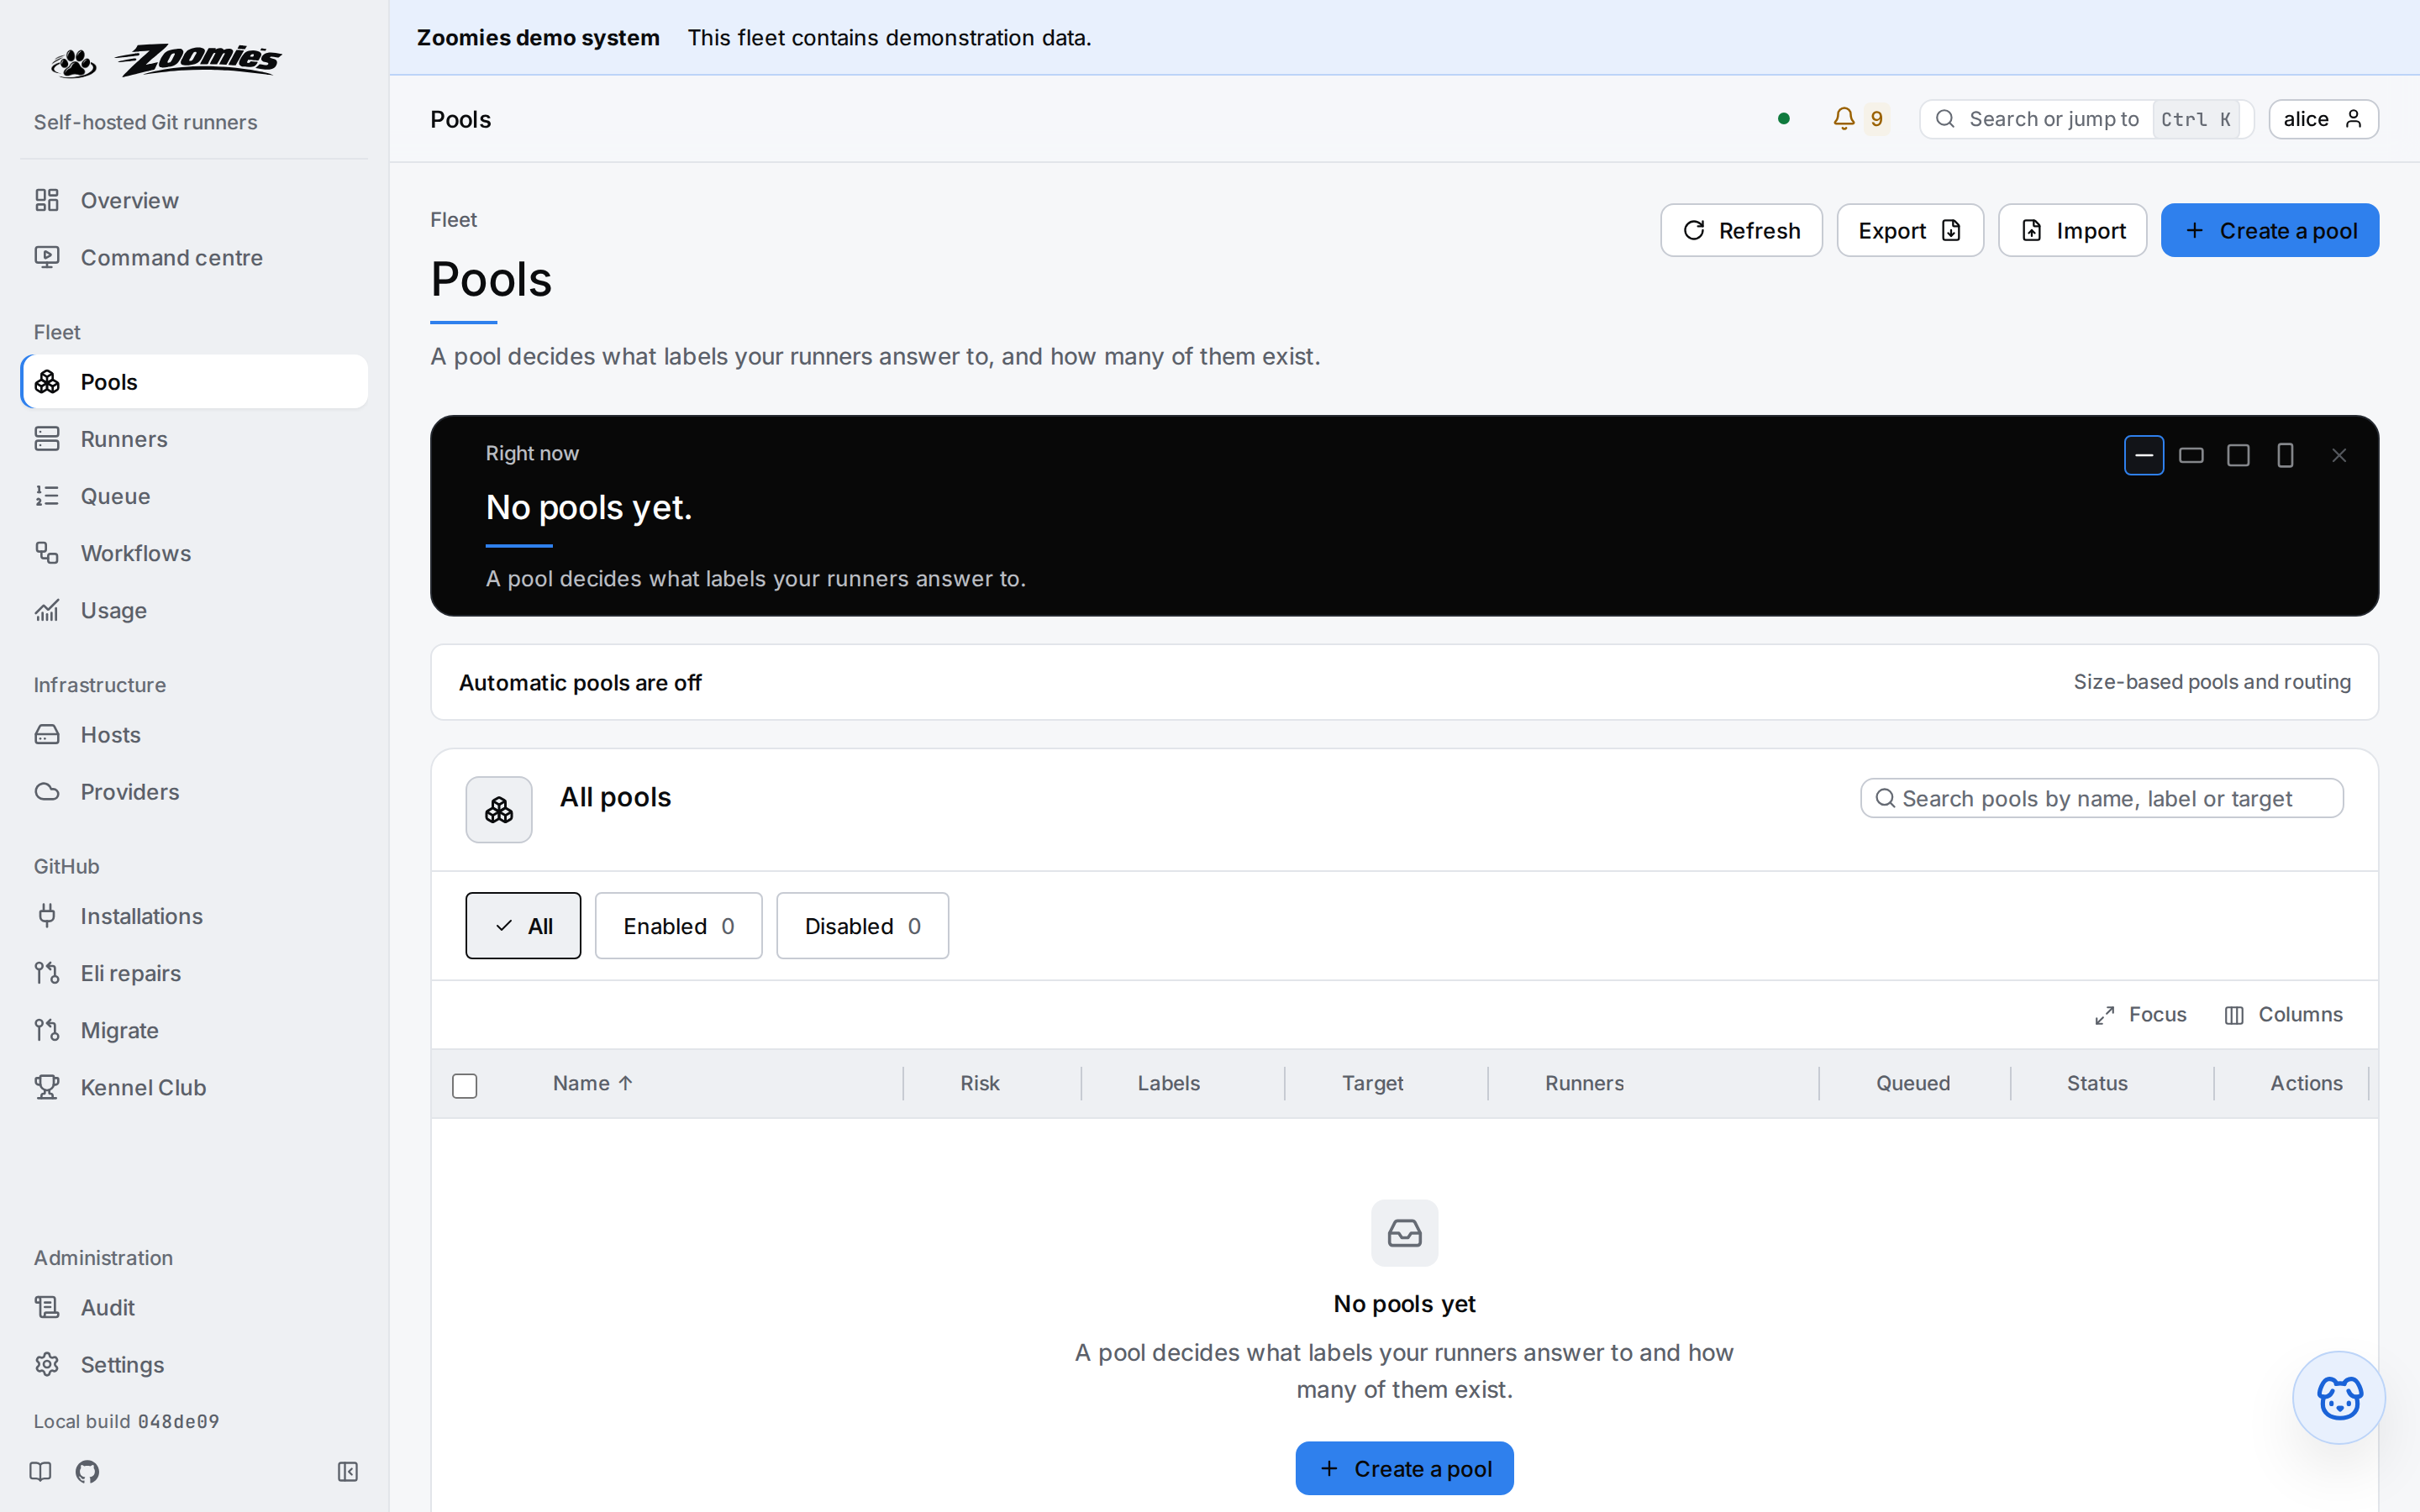 Zoomies
Self-hosted Git runners
Overview
Command centre
Fleet
Pools
Runners
Queue
Workflows
Usage
Infrastructure
Hosts
Providers
GitHub
Installations
Eli repairs
Migrate
Kennel Club
Administration
Audit
Settings
Local build 048de09
Zoomies demo system This fleet contains demonstration data.
Pools
9
Search or jump to Ctrl K
alice
Fleet
Refresh
Export
Import
Create a pool
Pools
A pool decides what labels your runners answer to, and how many of them exist.
Right now
No pools yet.
A pool decides what labels your runners answer to.
Automatic pools are off
Size-based pools and routing
All pools
Search pools by name, label or target
All
Enabled 0
Disabled 0
Focus
Columns
Name Risk Labels Target Runners Queued Status Actions
No pools yet
A pool decides what labels your runners answer to and how
many of them exist.
Create a pool